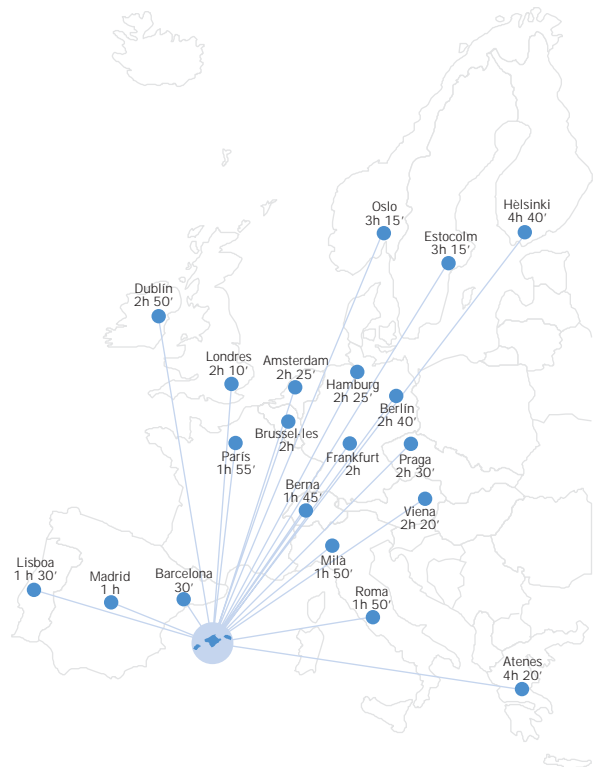 Oslo
3h 15’
Hèlsinki
4h 40’
Estocolm
3h 15’
Dublín
2h 50’
Londres
2h 10’
Amsterdam
2h 25’
Hamburg
2h 25’
Berlín
2h 40’
Brussel·les
2h
París
1h 55’
Frankfurt
2h
Praga
2h 30’
Berna
1h 45’
Viena
2h 20’
Milà
1h 50’
Lisboa
1 h 30’
Madrid
1 h
Barcelona
30’
Roma
1h 50’
Atenes
4h 20’